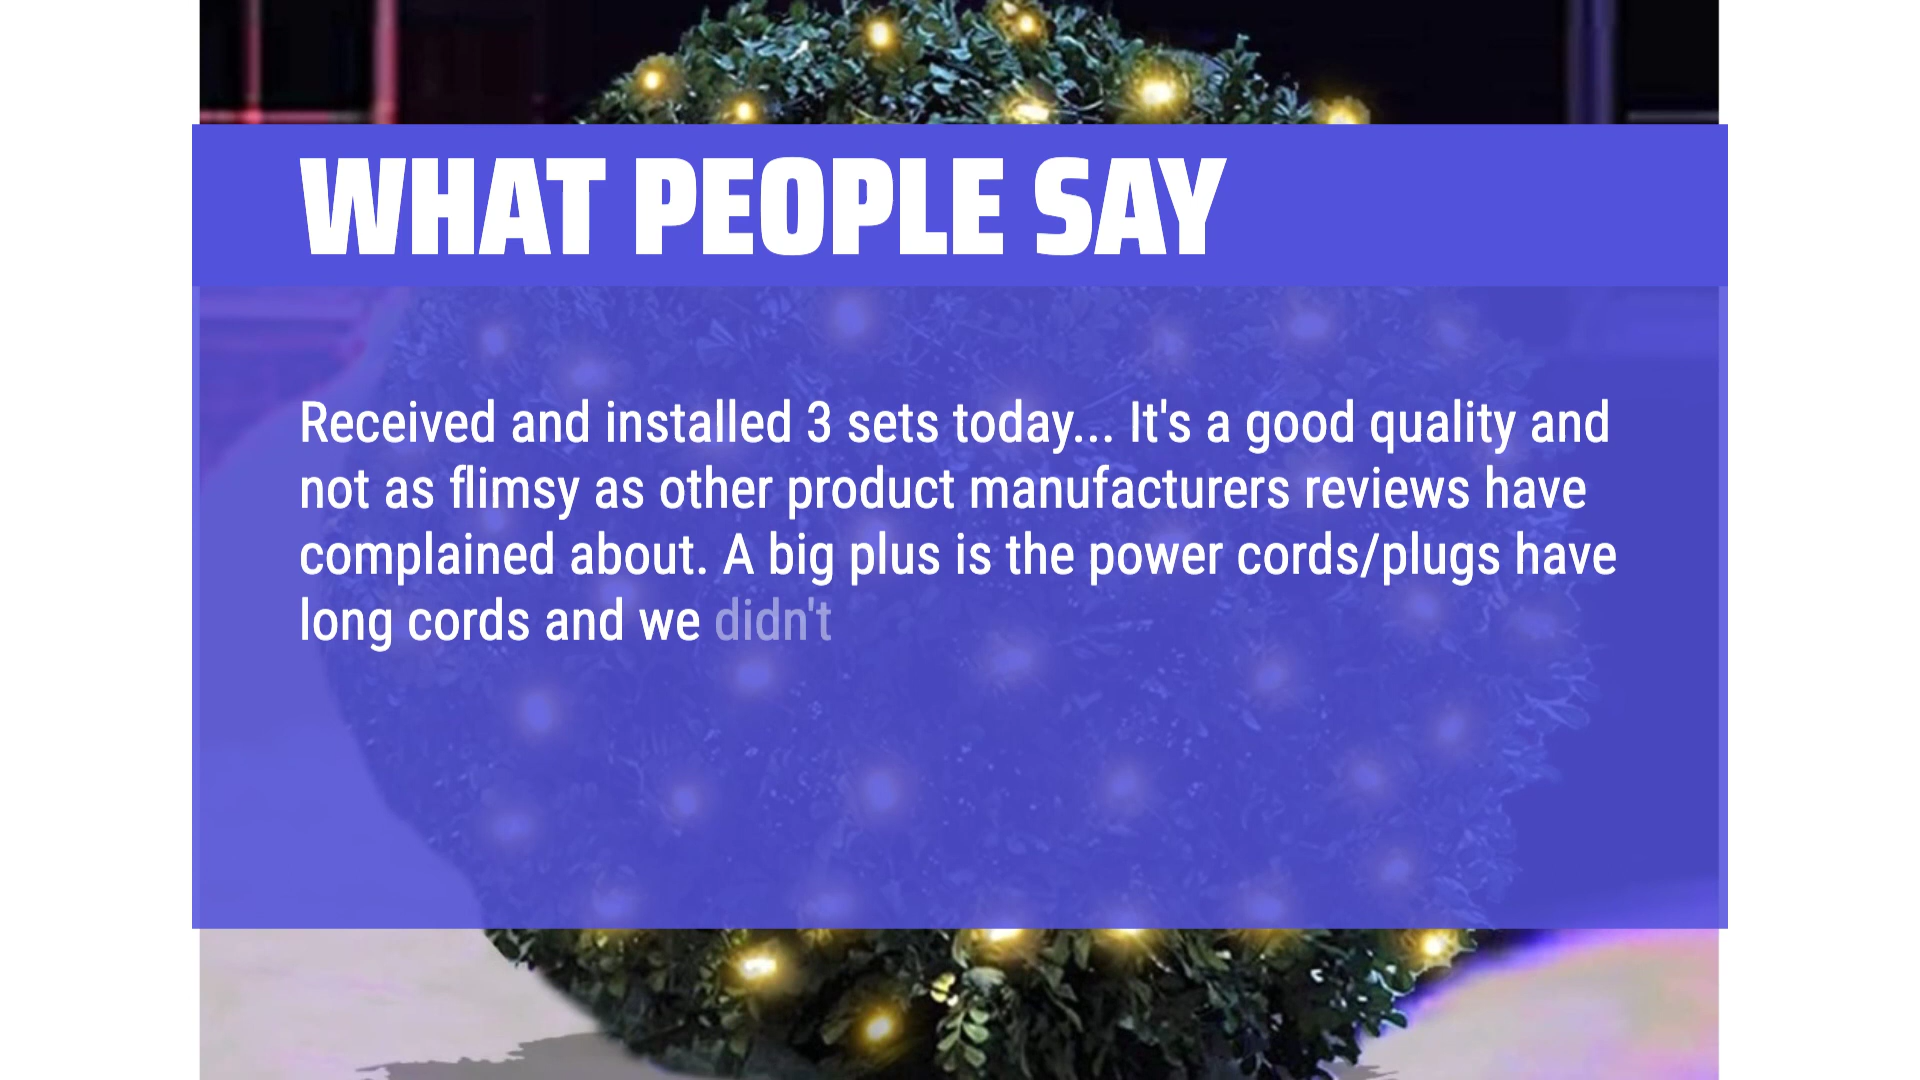 WHAT PEOPLE SAY
Received and installed 3 sets today... It's a good quality and
not as flimsy as other product manufacturers reviews have
complained about. A big plus is the power cords/plugs have
long cords and we didn't